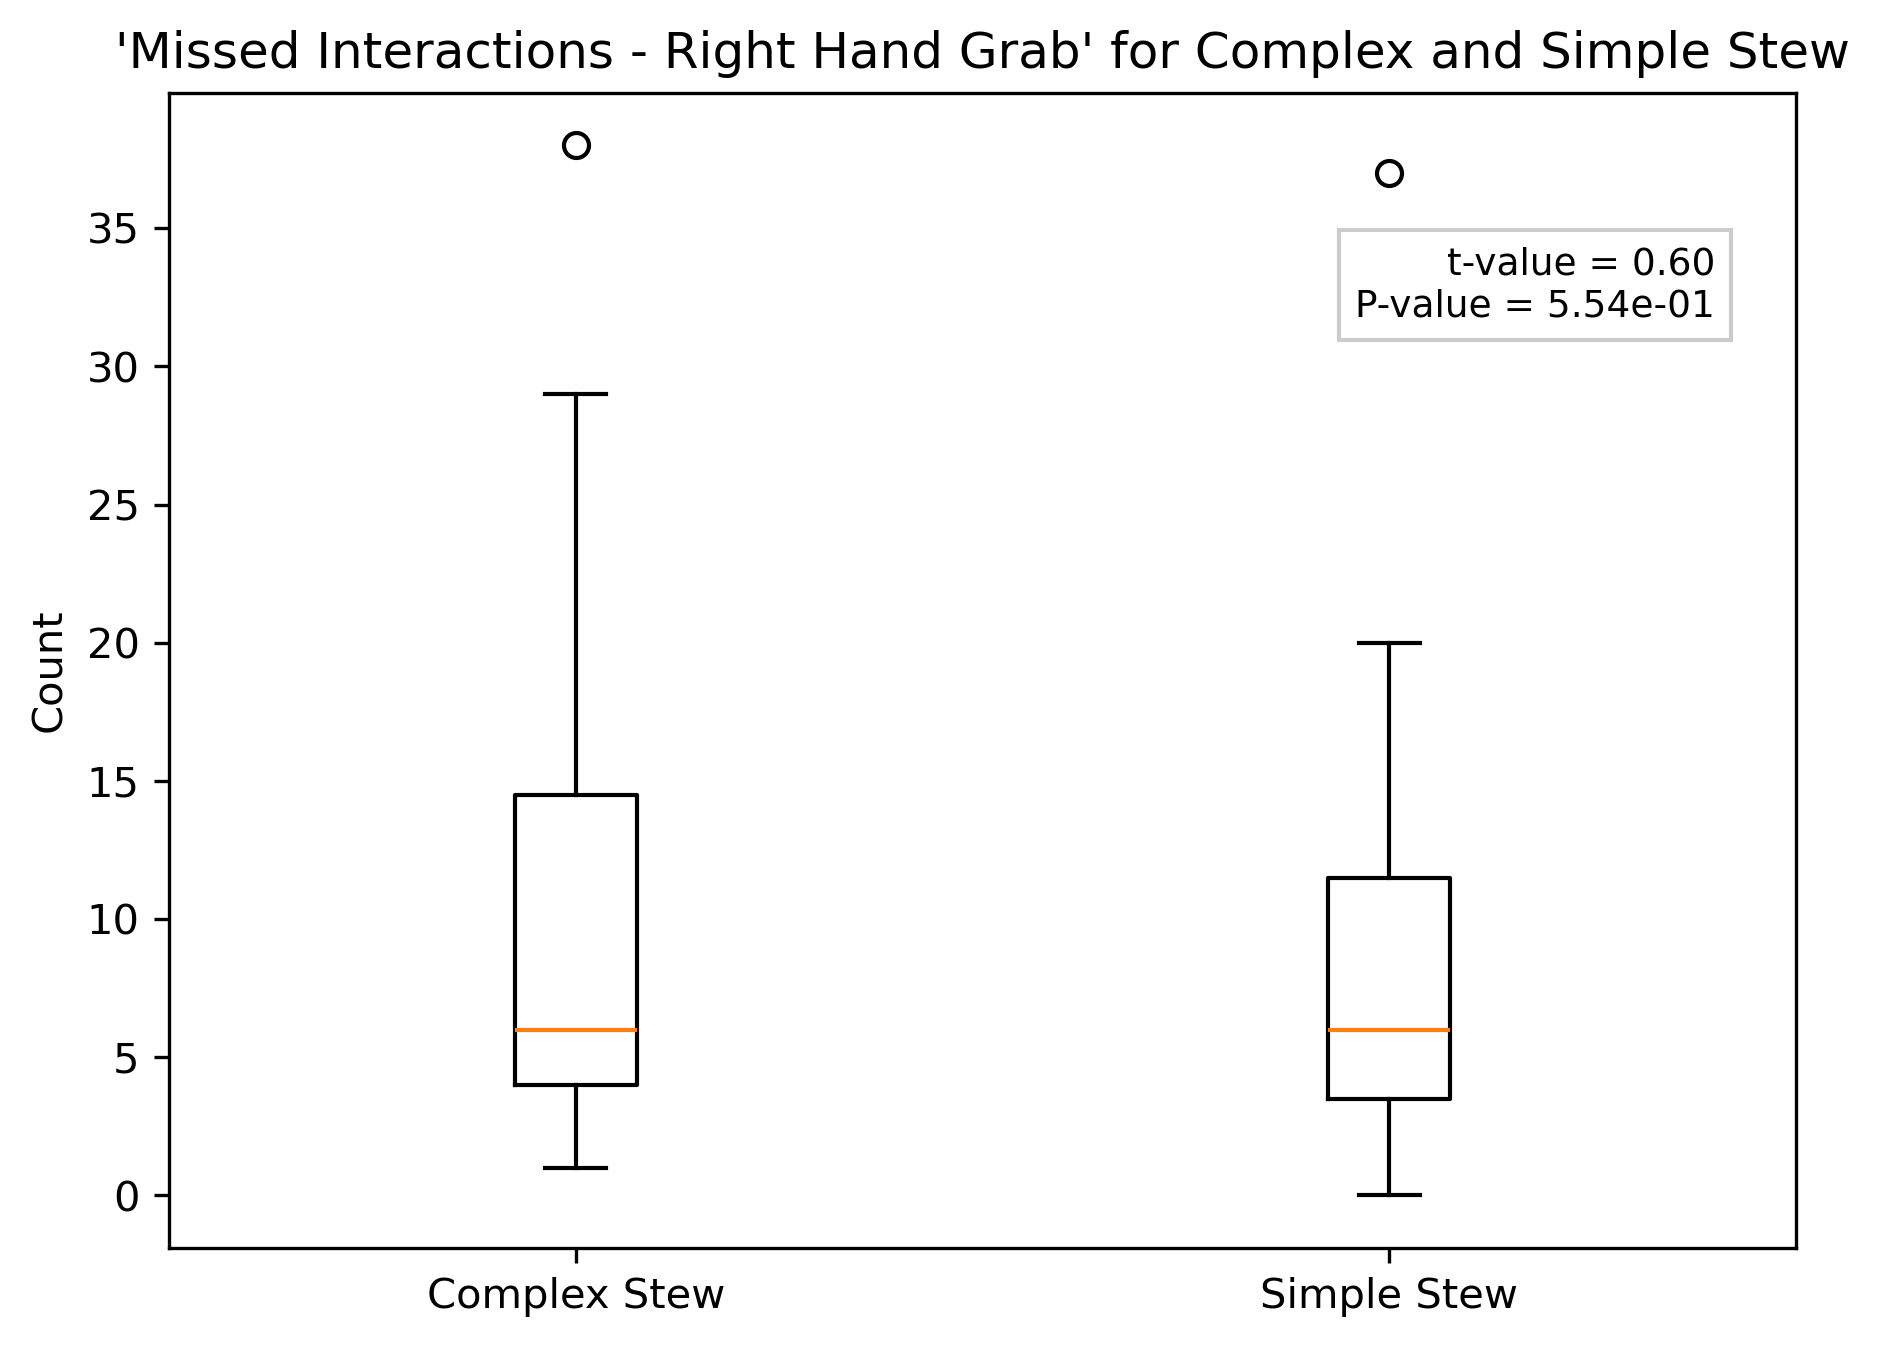 'Missed Interactions - Right Hand Grab' for Complex and Simple Stew
35
30
25
20
15
10
5
0
Count
t-value = 0.60
P-value = 5.54e-01
Complex Stew
Simple Stew